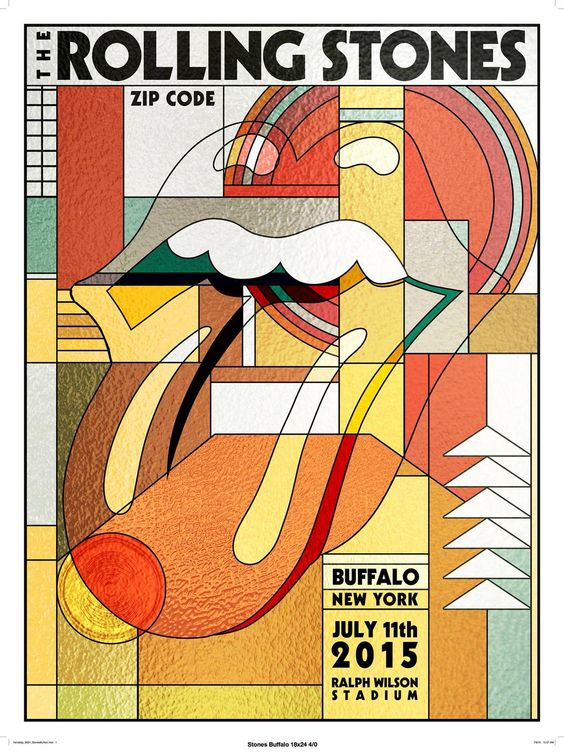 THE ROLLING STONES
ZIP CODE
BUFFALO
NEW YORK
JULY 11th
2015
RALPH WILSON
STADIUM
Stones Buffalo 18x24 4/0